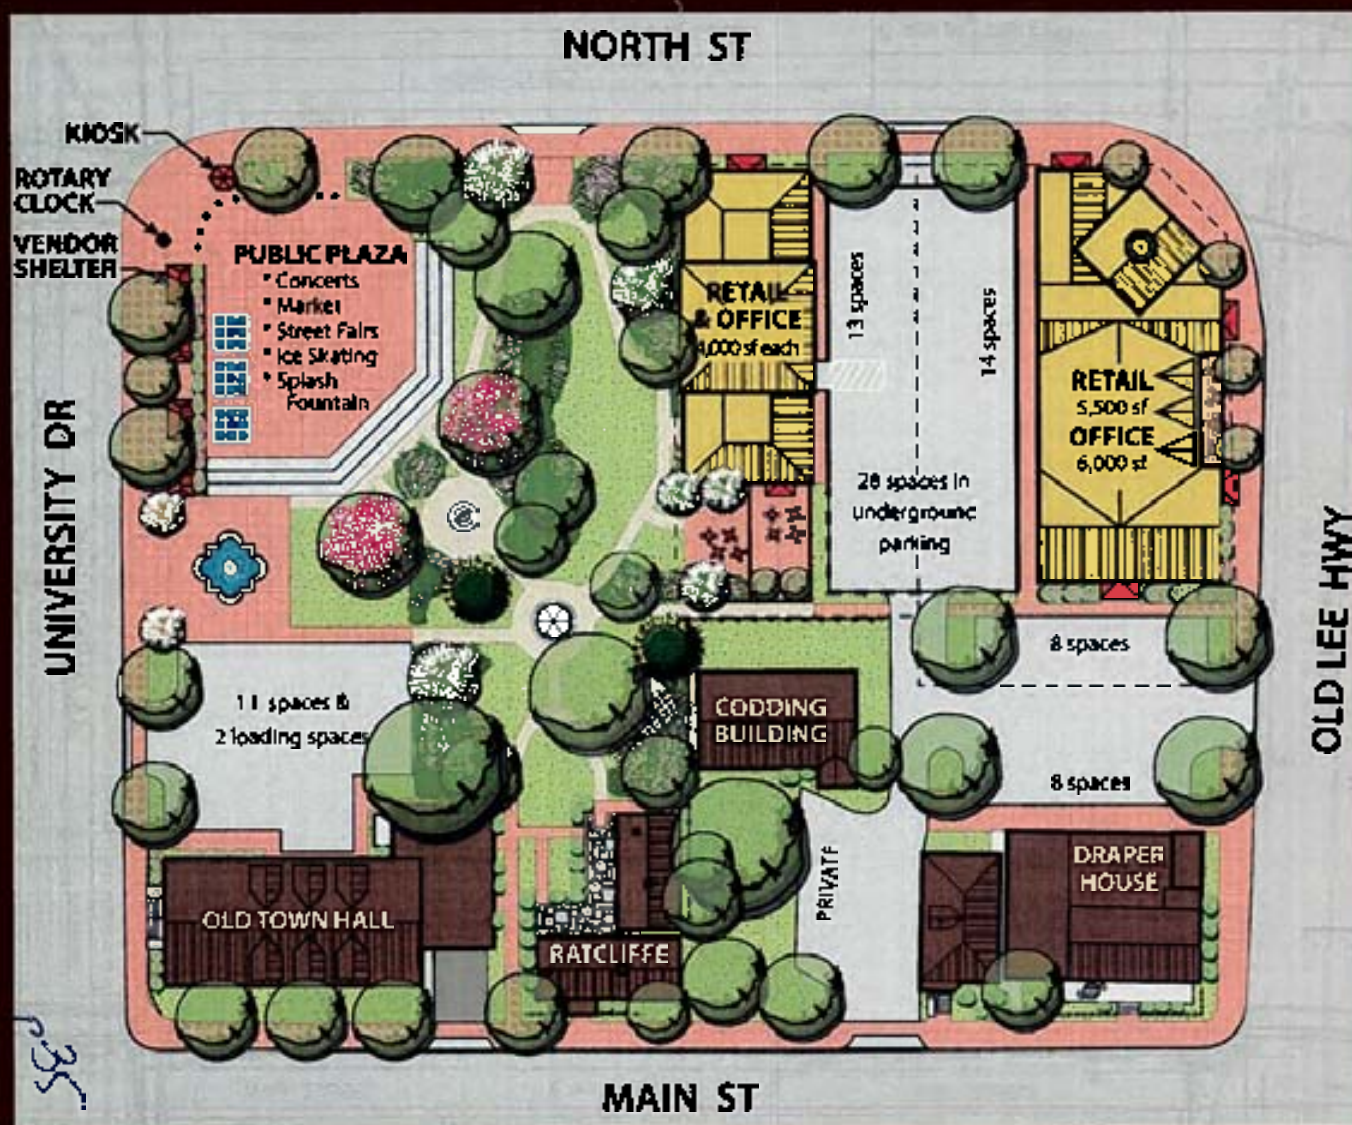 NORTH ST
KIOSK
ROTARY
CLOCK
VENDOR
SHELTER
PUBLIC PLAZA
* Concerts
* Market
* Street Fairs
* Ice Skating
* Splash
Fountain
RETAIL
& OFFICE
4,000 sf each
13 spaces
14 spaces
28 spaces in
underground
parking
RETAIL
5,500 sf
OFFICE
6,000 sf
UNIVERSITY DR
OLD LEE HWY
11 spaces &
2 loading spaces
CODDING
BUILDING
8 spaces
8 spaces
PRIVATE
DRAPER
HOUSE
OLD TOWN HALL
RATCLIFFE
MAIN ST